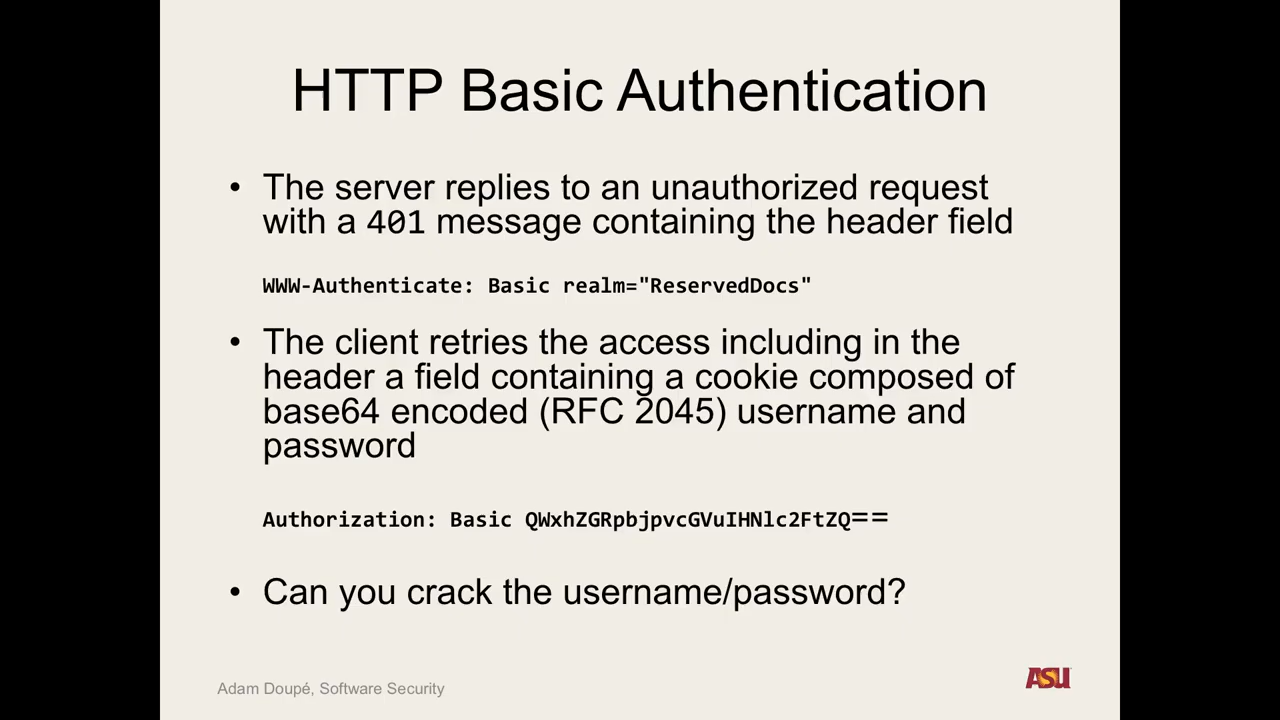 HTTP Basic Authentication
• The server replies to an unauthorized request
with a 401 message containing the header field
WWW-Authenticate: Basic realm="ReservedDocs"
• The client retries the access including in the
header a field containing a cookie composed of
base64 encoded (RFC 2045) username and
password
Authorization: Basic QWxhZGRpbjpvcGVuIHNlc2FtZQ==
• Can you crack the username/password?
Adam Doupé, Software Security
ASU